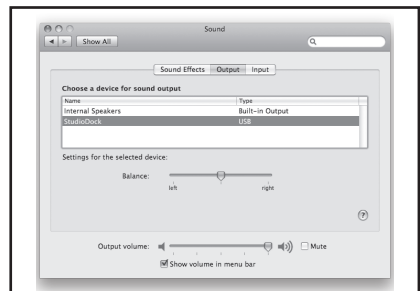 Sound
Show All
Sound Effects Output Input
Choose a device for sound output
Name Type
Internal Speakers Built-in Output
StudioDock USB
Settings for the selected device:
Balance:
left right
?
Output volume: Mute
Show volume in menu bar